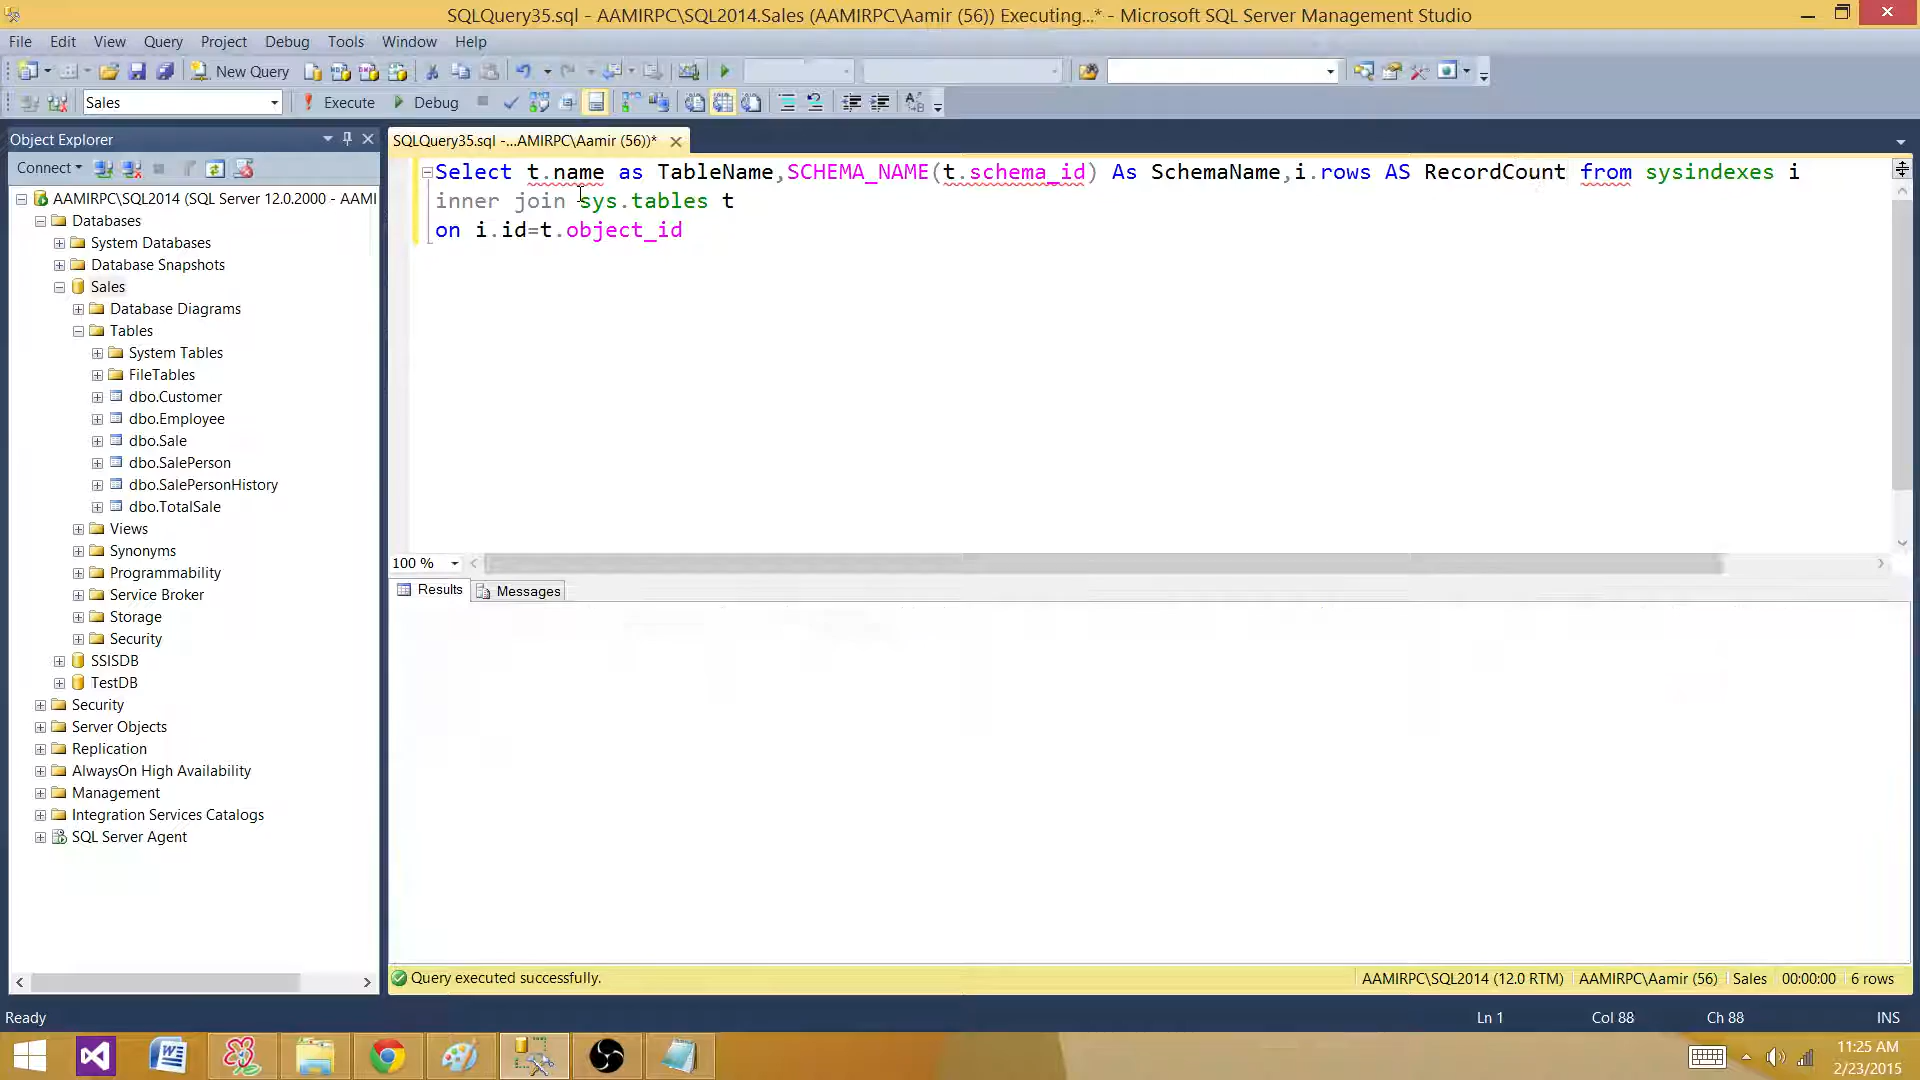 SQLQuery35.sql - AAMIRPC\SQL2014.Sales (AAMIRPC\Aamir (56)) Executing...* - Microsoft SQL Server Management Studio
File Edit View Query Project Debug Tools Window Help
New Query
Sales Execute Debug
Object Explorer
SQLQuery35.sql -...AMIRPC\Aamir (56))*
Connect
Select t.name as TableName,SCHEMA_NAME(t.schema_id) As SchemaName,i.rows AS RecordCount from sysindexes i
inner join sys.tables t
on i.id=t.object_id
AAMIRPC\SQL2014 (SQL Server 12.0.2000 - AAMI
Databases
System Databases
Database Snapshots
Sales
Database Diagrams
Tables
System Tables
FileTables
dbo.Customer
dbo.Employee
dbo.Sale
dbo.SalePerson
dbo.SalePersonHistory
dbo.TotalSale
Views
Synonyms
Programmability
Service Broker
Storage
Security
SSISDB
TestDB
Security
Server Objects
Replication
AlwaysOn High Availability
Management
Integration Services Catalogs
SQL Server Agent
100 %
Results Messages
Query executed successfully. AAMIRPC\SQL2014 (12.0 RTM) AAMIRPC\Aamir (56) Sales 00:00:00 6 rows
Ready Ln 1 Col 88 Ch 88 INS
11:25 AM
2/23/2015